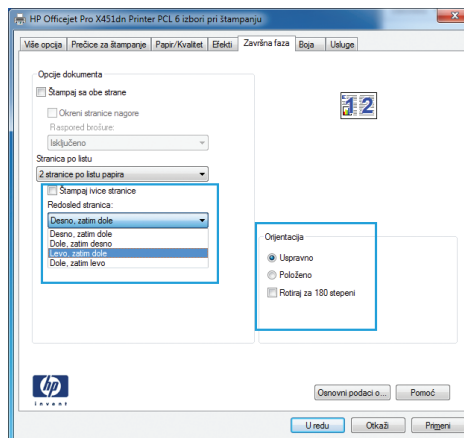 HP Officejet Pro X451dn Printer PCL 6 izbori pri štampanju
Više opcija Prečice za štampanje Papir/Kvalitet Efekti Završna faza Boja Usluge
Opcije dokumenta
Štampaj sa obe strane
Okreni stranice nagore
Raspored brošure:
Isključeno
Stranica po listu
2 stranice po listu papira
Štampaj ivice stranice
Redosled stranica:
Desno, zatim dole
Desno, zatim dole
Dole, zatim desno
Levo, zatim dole
Dole, zatim levo
1 2
Orijentacija
Uspravno
Položeno
Rotiraj za 180 stepeni
hp
invent
Osnovni podaci o... Pomoć
U redu Otkaži Primeni